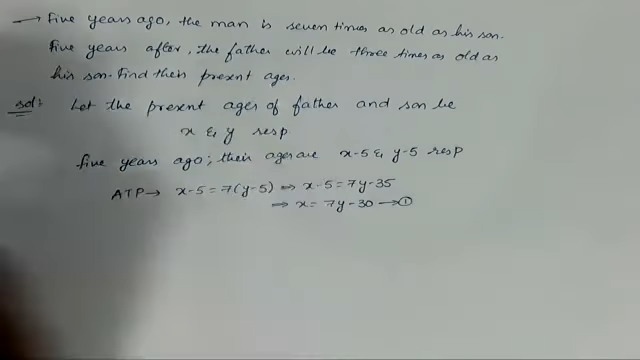 → Five years ago, the man is seven times as old as his son.
Five years after, the father will be three times as old as
his son. Find their present ages.
Sol: Let the present ages of father and son be
x & y resp
five years ago; their ages are x-5 & y-5 resp
ATP→ x-5 = 7(y-5) ⇒ x-5 = 7y-35
⇒ x = 7y-30 →①